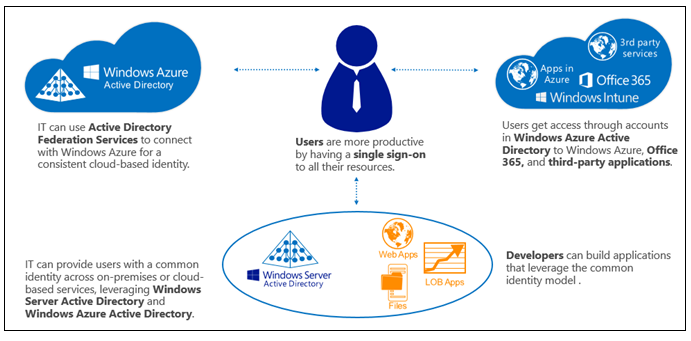 Windows Azure
Active Directory
3rd party
services
Apps in
Azure
Office 365
Windows Intune
IT can use Active Directory
Federation Services to connect
with Windows Azure for a
consistent cloud-based identity.
Users are more productive
by having a single sign-on
to all their resources.
Users get access through accounts
in Windows Azure Active
Directory to Windows Azure, Office
365, and third-party applications.
IT can provide users with a common
identity across on-premises or cloud-
based services, leveraging Windows
Server Active Directory and
Windows Azure Active Directory.
Windows Server
Active Directory
Web Apps
LOB Apps
Files
Developers can build applications
that leverage the common
identity model .